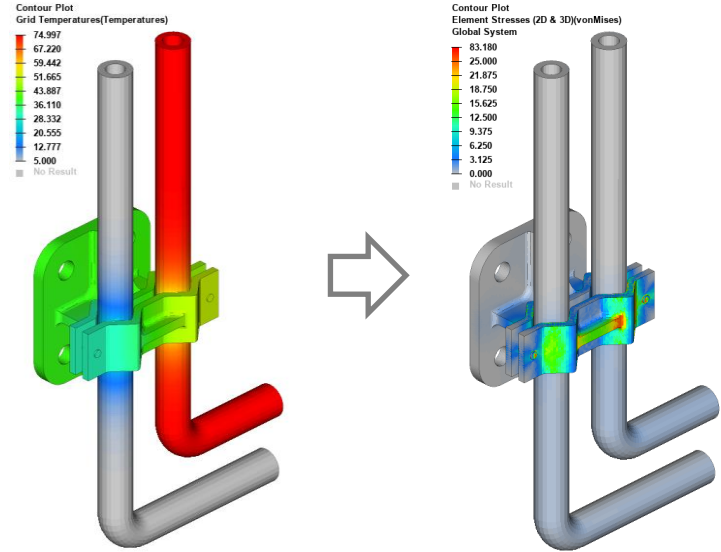 Contour Plot
Grid Temperatures(Temperatures)
74.997
67.220
59.442
51.665
43.887
36.110
28.332
20.555
12.777
5.000
No Result
Contour Plot
Element Stresses (2D & 3D)(vonMises)
Global System
83.180
25.000
21.875
18.750
15.625
12.500
9.375
6.250
3.125
0.000
No Result